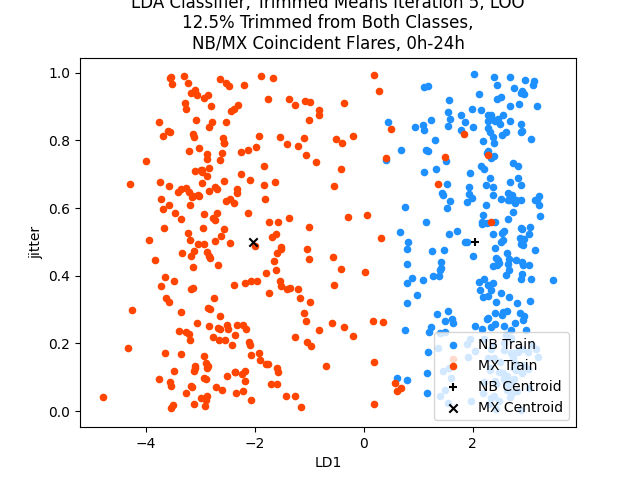 LDA Classifier, Trimmed Means Iteration 5, LOO
12.5% Trimmed from Both Classes,
NB/MX Coincident Flares, 0h-24h
1.0
0.8
0.6
0.4
0.2
0.0
jitter
−4
−2
0
2
LD1
NB Train
MX Train
NB Centroid
MX Centroid